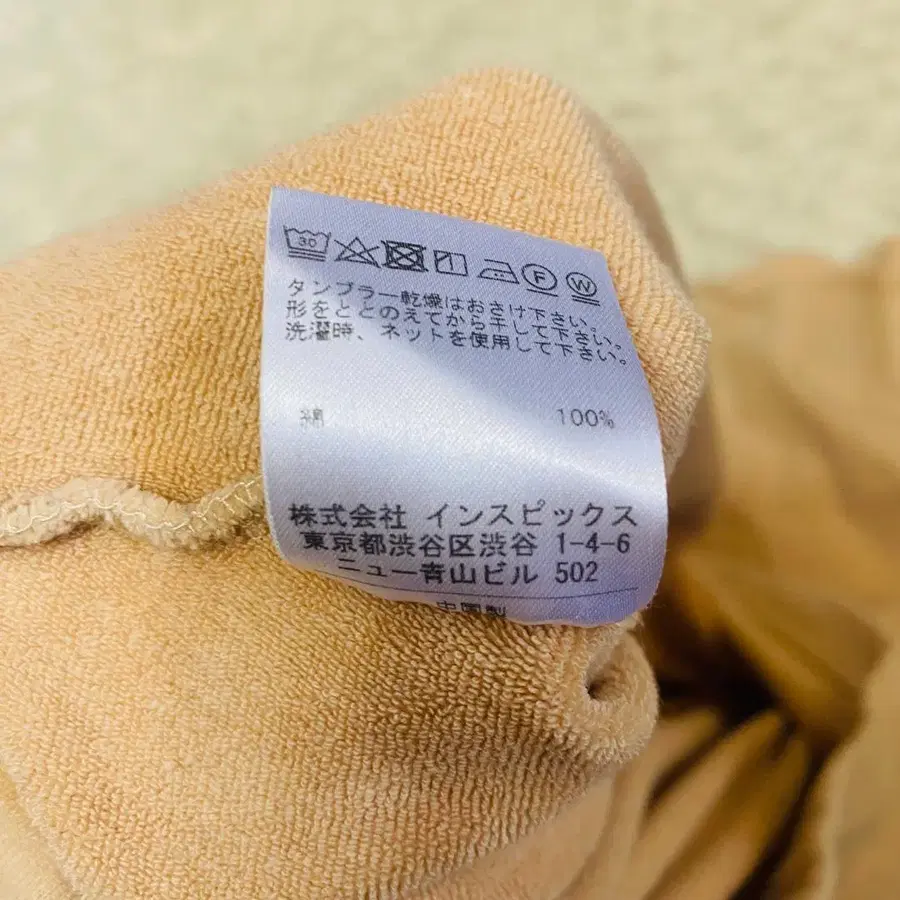 30 F W
タンブラー乾燥はおさけ下さい。
形をととのえてから干して下さい。
洗濯時、ネットを使用して下さい。
綿 100%
株式会社 インスピックス
東京都渋谷区渋谷 1-4-6
ニュー青山ビル 502
中国製